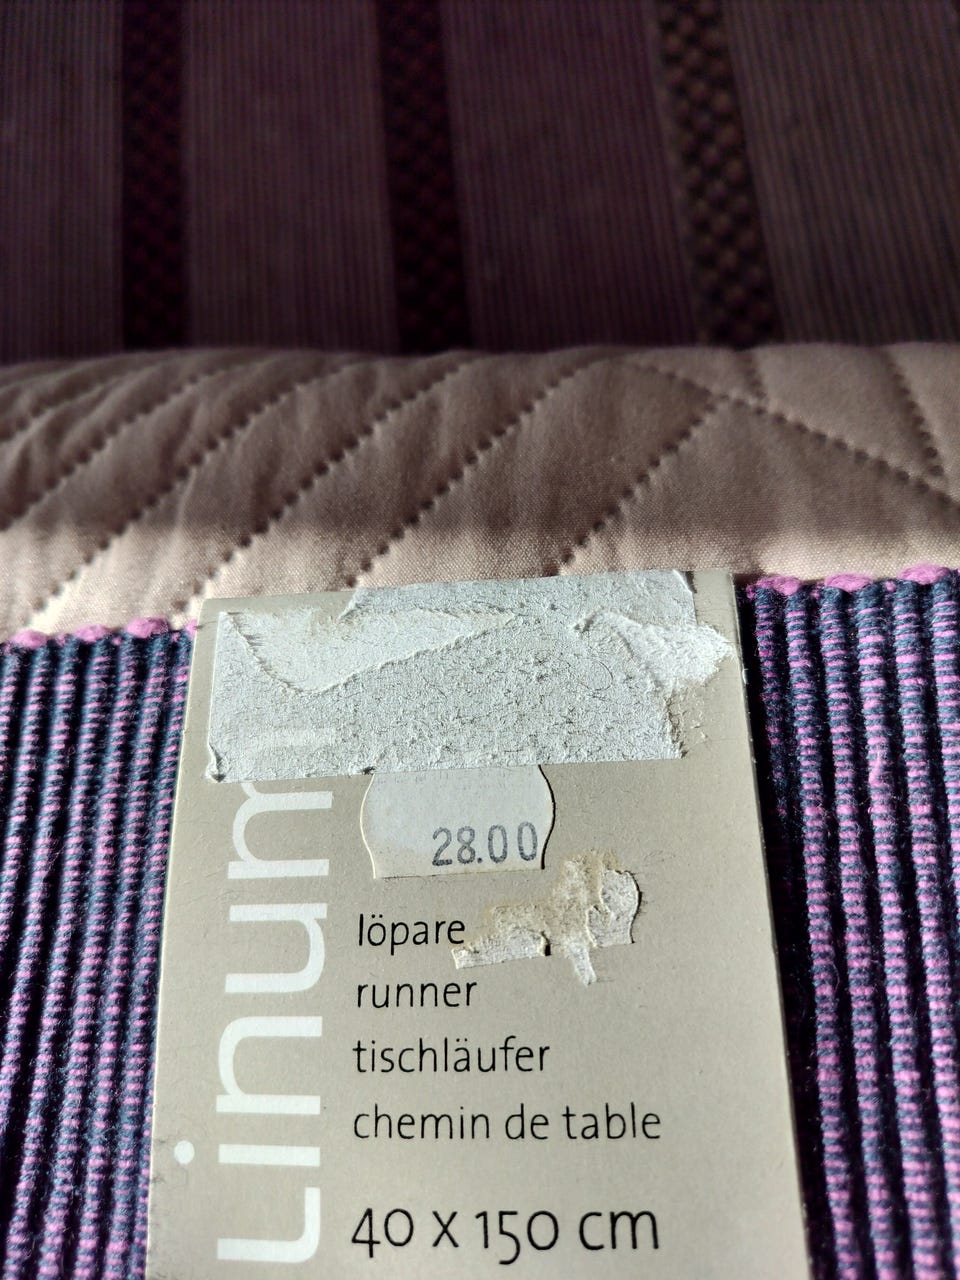 Linum
28.00
löpare
runner
tischläufer
chemin de table
40 x 150 cm